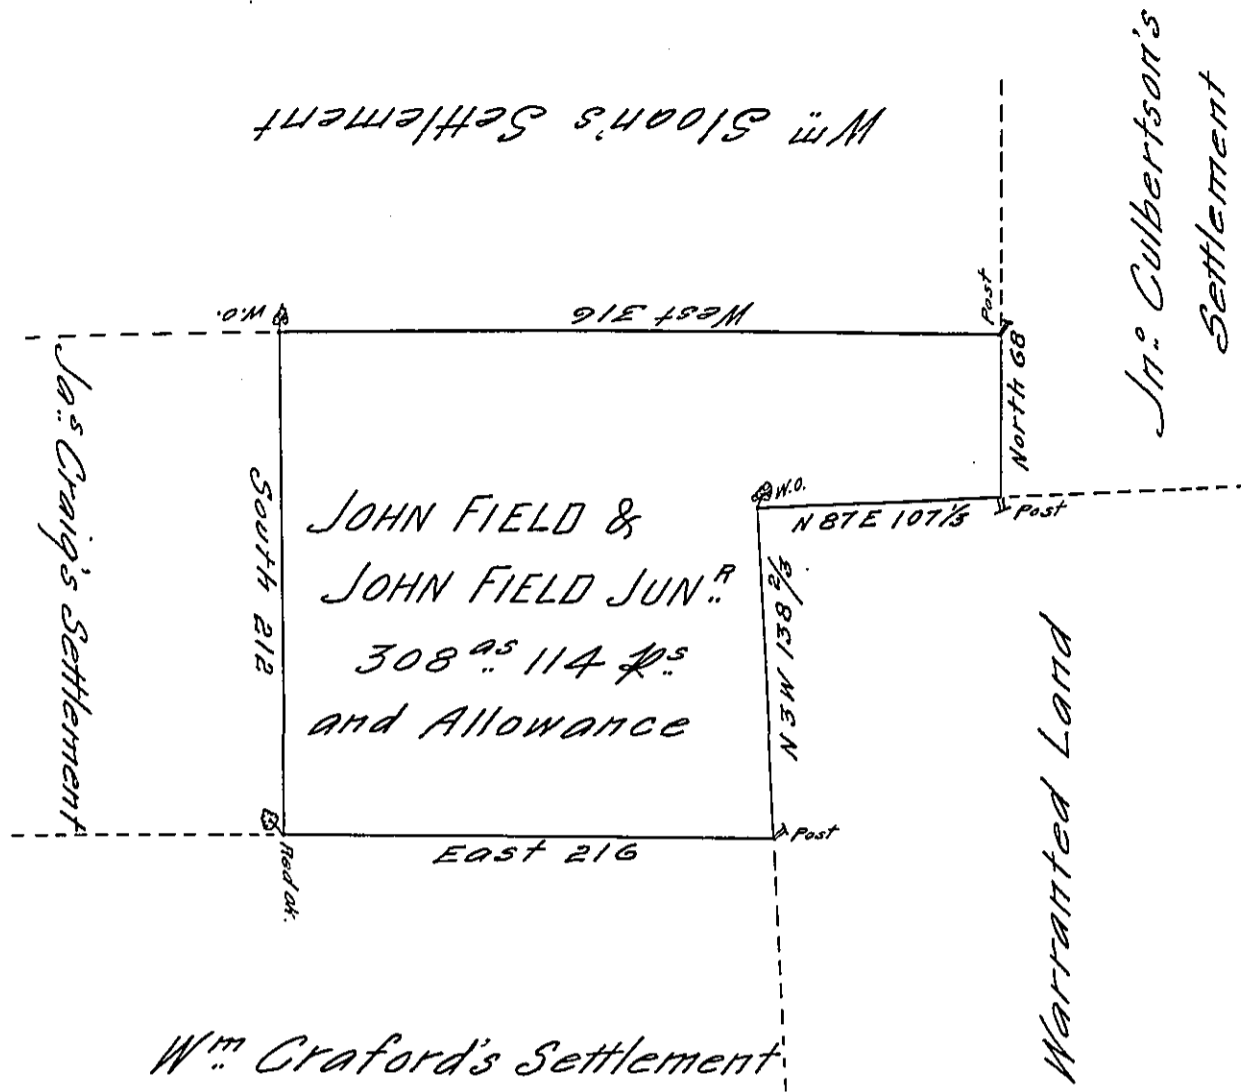 Wm Sloan's Settlement
Jn.º Culbertson's
Settlement
W.O.
West 316
Post
North 68
Jas Craig's Settlement
South 212
JOHN FIELD &
JOHN FIELD JUN.R
308 as 114 ps
and Allowance
W.O.
N 87 E 107 1/3
Post
N 3 W 138 2/3
Warranted Land
Red ok.
East 216
Post
Wm Craford's Settlement